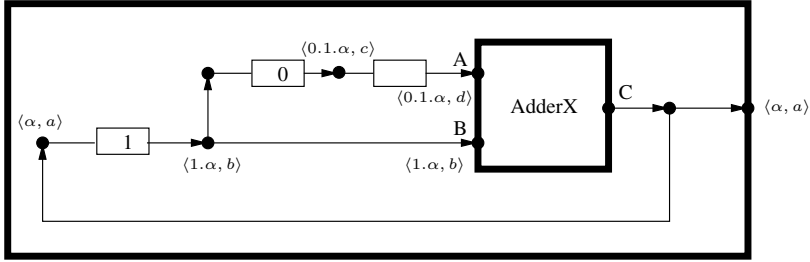 ⟨0.1.α, c⟩
0
A
⟨0.1.α, d⟩
AdderX
C
⟨α, a⟩
⟨α, a⟩
1
B
⟨1.α, b⟩
⟨1.α, b⟩